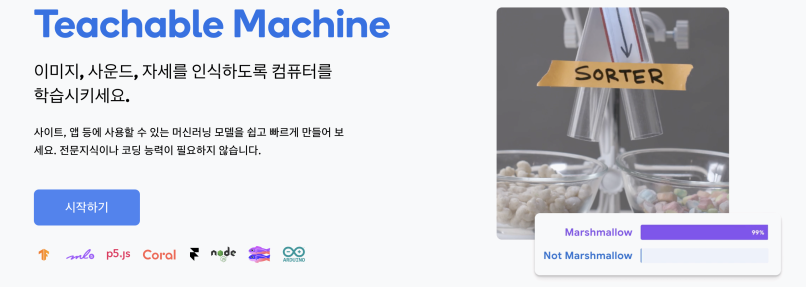 Teachable Machine
이미지, 사운드, 자세를 인식하도록 컴퓨터를
학습시키세요.
사이트, 앱 등에 사용할 수 있는 머신러닝 모델을 쉽고 빠르게 만들어 보
세요. 전문지식이나 코딩 능력이 필요하지 않습니다.
시작하기
ml5 p5.js Coral node ARDUINO
SORTER
Marshmallow 99%
Not Marshmallow